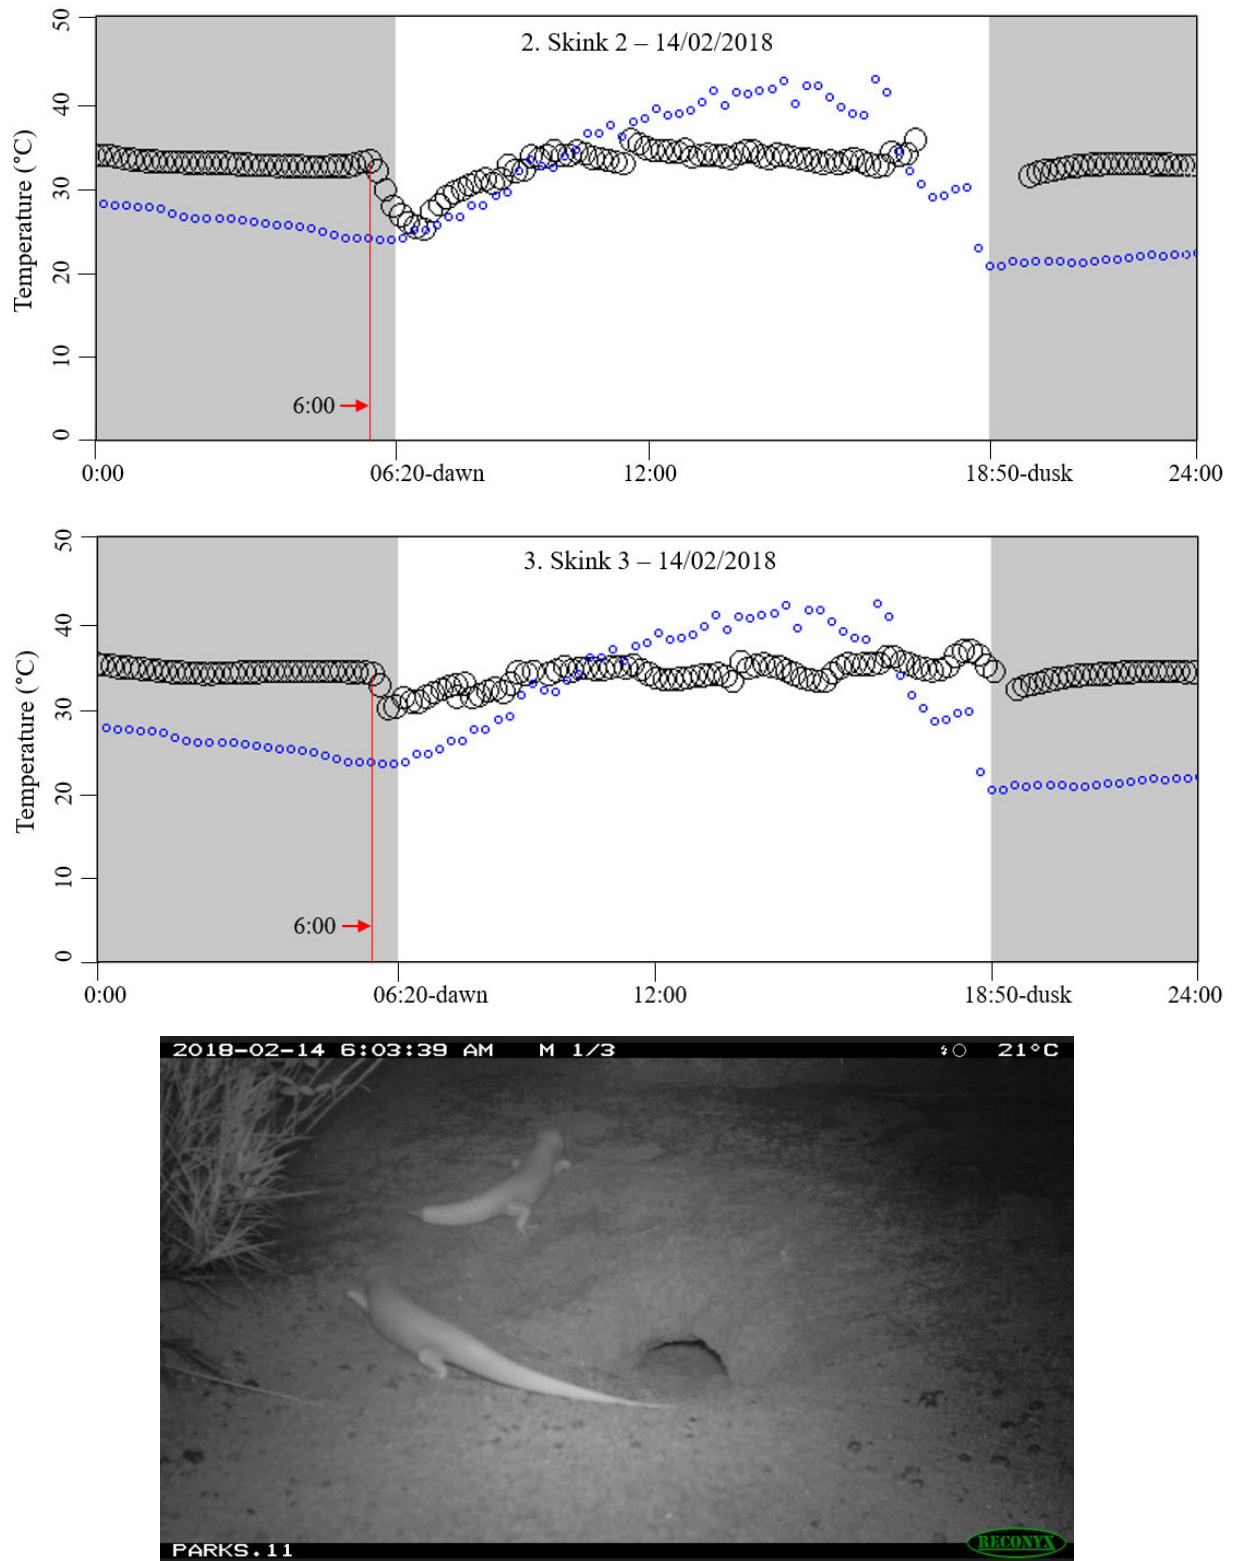 2. Skink 2 – 14/02/2018
Temperature (°C)
50
40
30
20
10
0
6:00
0:00
06:20-dawn
12:00
18:50-dusk
24:00
3. Skink 3 – 14/02/2018
Temperature (°C)
50
40
30
20
10
0
6:00
0:00
06:20-dawn
12:00
18:50-dusk
24:00
2018-02-14 6:03:39 AM M 1/3 21°C
PARKS.11
RECONYX